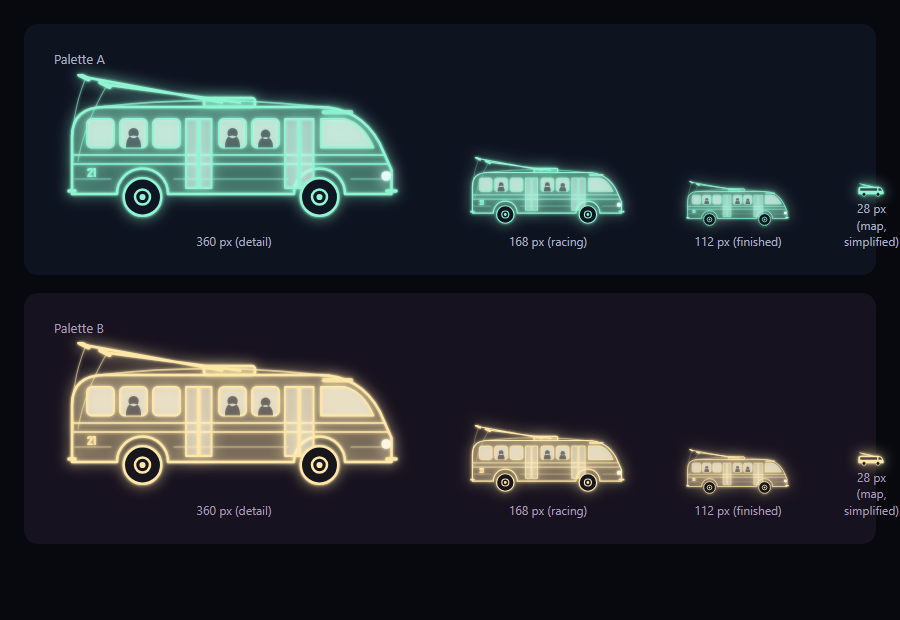 Palette A
21
360 px (detail)
168 px (racing)
112 px (finished)
28 px
(map,
simplified)
Palette B
21
360 px (detail)
168 px (racing)
112 px (finished)
28 px
(map,
simplified)